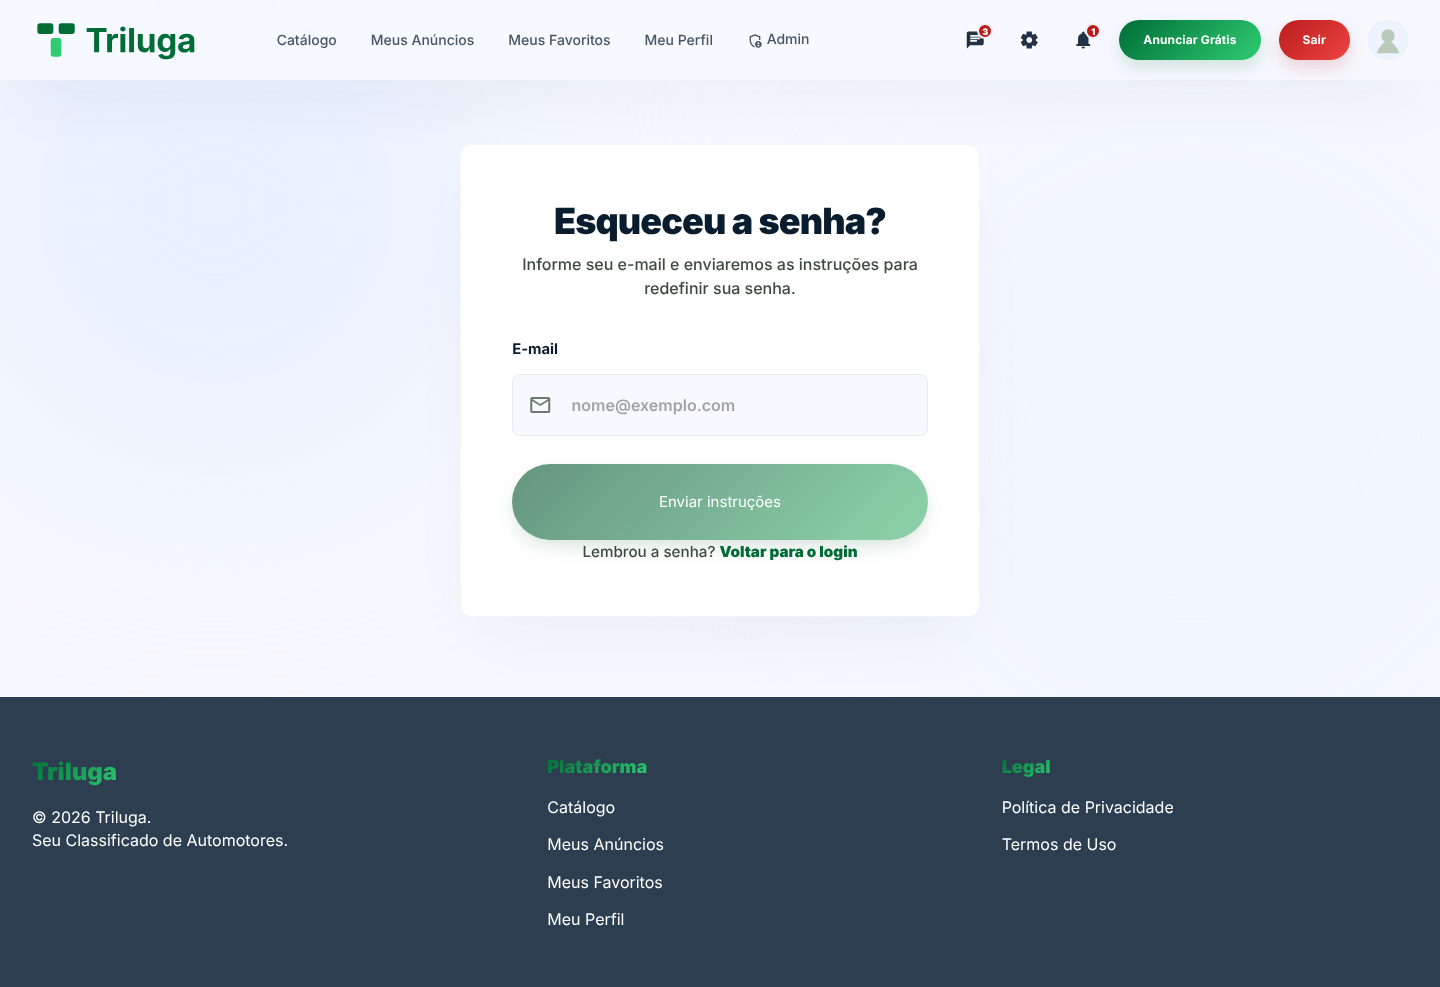 Triluga
Catálogo
Meus Anúncios
Meus Favoritos
Meu Perfil
Admin
3
1
Anunciar Grátis
Sair
Esqueceu a senha?
Informe seu e-mail e enviaremos as instruções para
redefinir sua senha.
E-mail
nome@exemplo.com
Enviar instruções
Lembrou a senha? Voltar para o login
Triluga
© 2026 Triluga.
Seu Classificado de Automotores.
Plataforma
Catálogo
Meus Anúncios
Meus Favoritos
Meu Perfil
Legal
Política de Privacidade
Termos de Uso